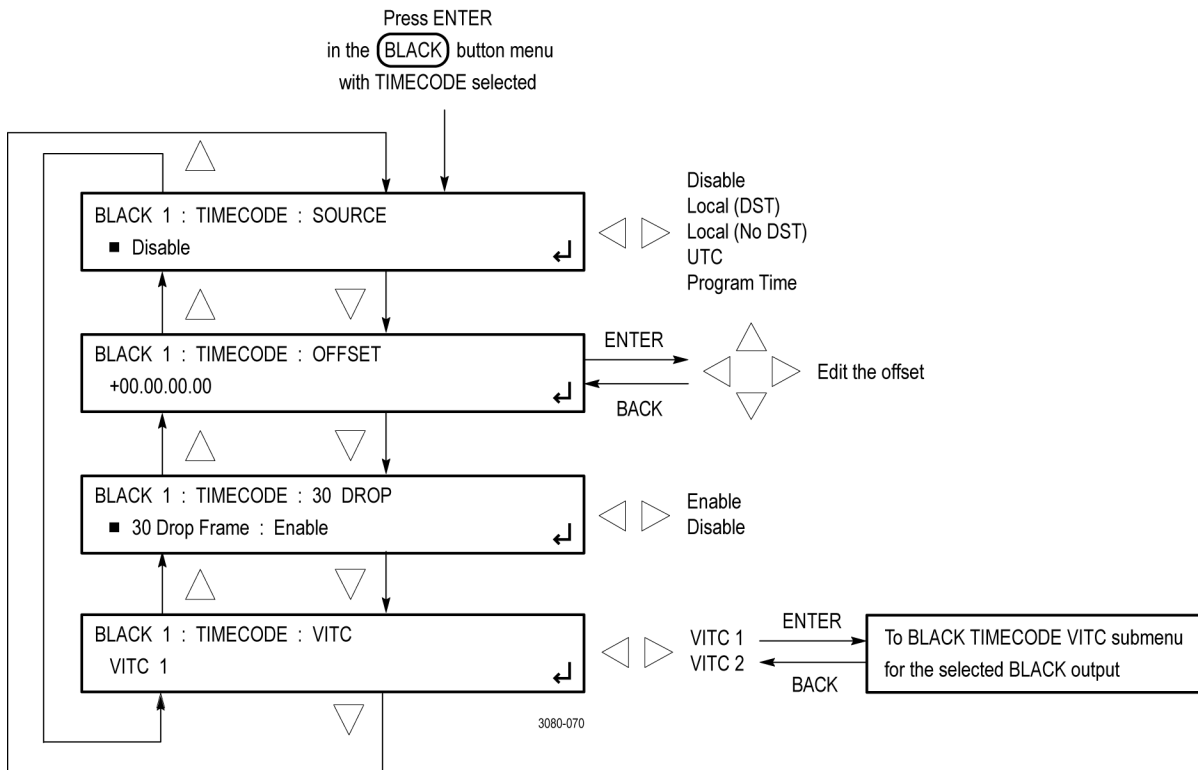 Press ENTER
in the BLACK button menu
with TIMECODE selected
BLACK 1 : TIMECODE : SOURCE
■ Disable
Disable
Local (DST)
Local (No DST)
UTC
Program Time
BLACK 1 : TIMECODE : OFFSET
+00.00.00.00
ENTER
BACK
Edit the offset
BLACK 1 : TIMECODE : 30 DROP
■ 30 Drop Frame : Enable
Enable
Disable
BLACK 1 : TIMECODE : VITC
VITC 1
VITC 1
VITC 2
ENTER
BACK
To BLACK TIMECODE VITC submenu
for the selected BLACK output
3080-070